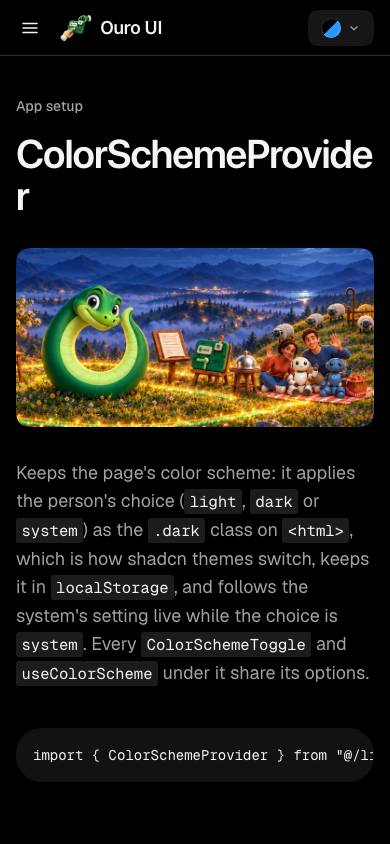 Ouro UI
App setup
ColorSchemeProvide
r
Keeps the page's color scheme: it applies
the person's choice (light, dark or
system) as the .dark class on <html>,
which is how shadcn themes switch, keeps
it in localStorage, and follows the
system's setting live while the choice is
system. Every ColorSchemeToggle and
useColorScheme under it share its options.
import { ColorSchemeProvider } from "@/li